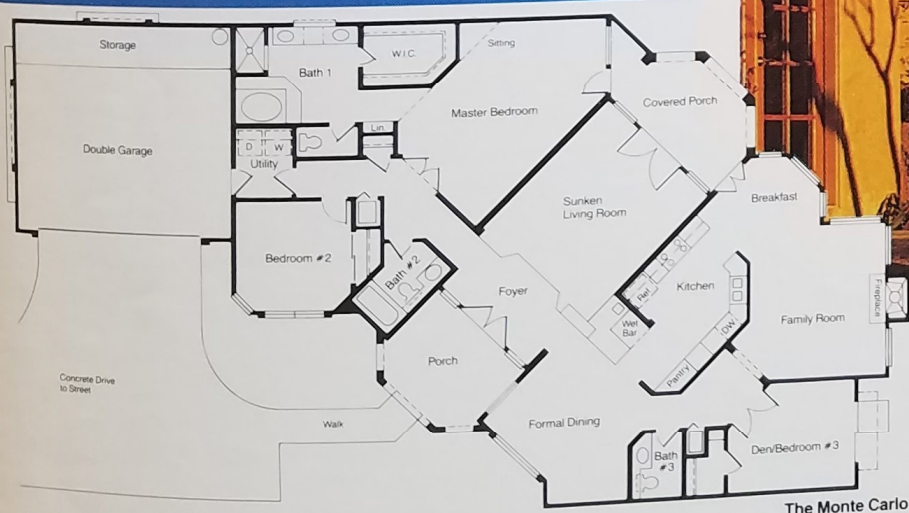 Storage
Bath 1
W.I.C.
Sitting
Master Bedroom
Covered Porch
Double Garage
D
W
Utility
Lin.
Sunken
Living Room
Breakfast
Bedroom #2
Bath #2
Foyer
Ref
Kitchen
Wet
Bar
DW
Pantry
Family Room
Fireplace
Porch
Concrete Drive
to Street
Walk
Formal Dining
Bath
#3
Den/Bedroom #3
The Monte Carlo